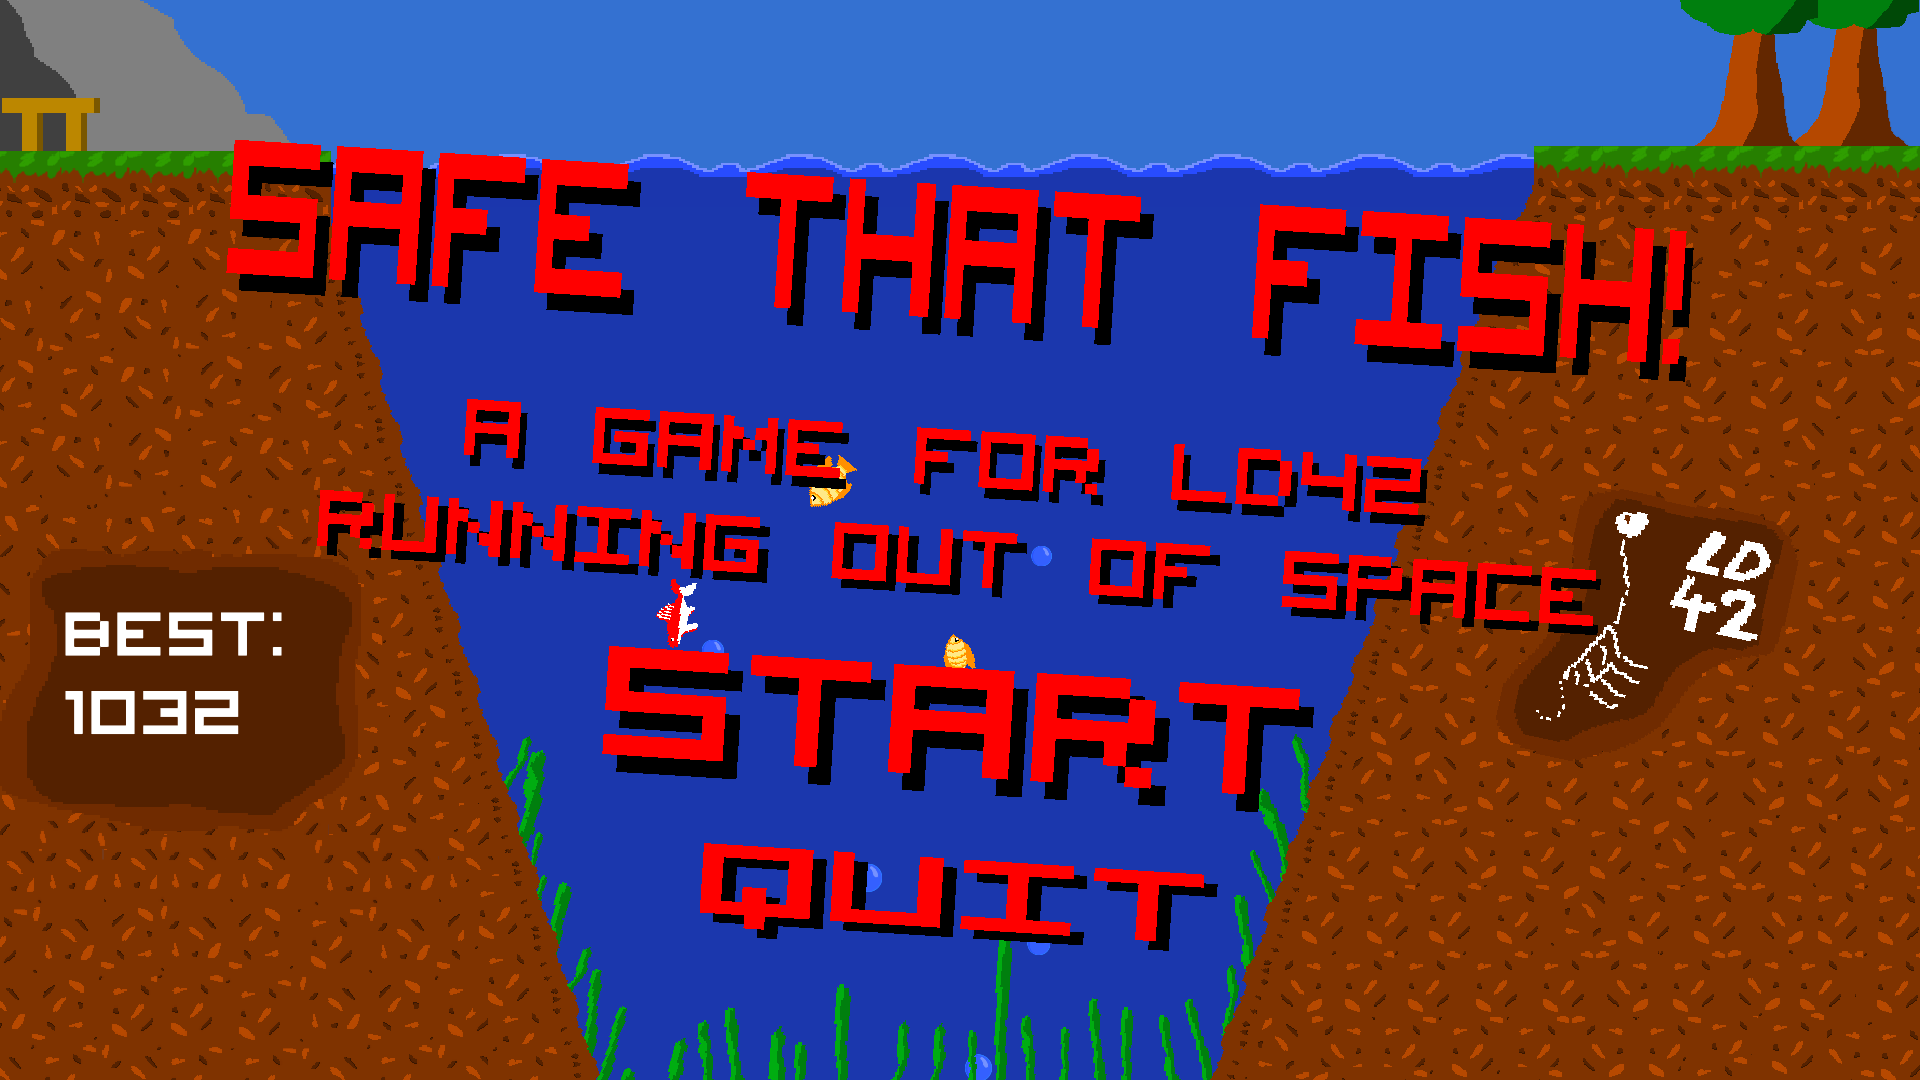 SAFE THAT FISH!
A GAME FOR LD42
RUNNING OUT OF SPACE
LD
42
BEST:
1032
START
QUIT